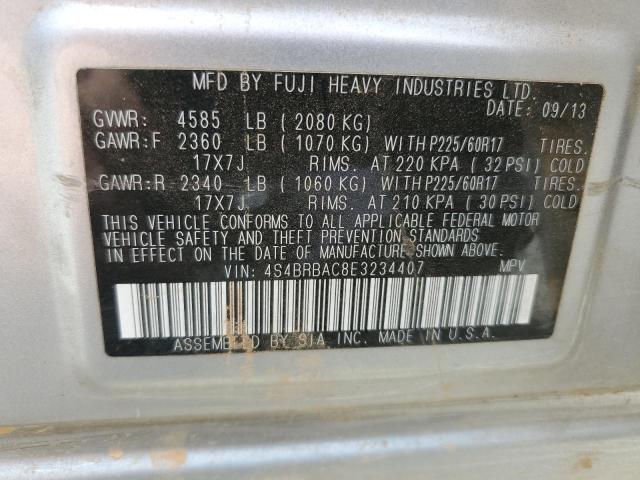 MFD BY FUJI HEAVY INDUSTRIES LTD.
DATE: 09/13
GVWR: 4585 LB ( 2080 KG)
GAWR:F 2360 LB ( 1070 KG) WITH P225/60R17 TIRES.
17X7J RIMS. AT 220 KPA ( 32 PSI) COLD
GAWR:R 2340 LB ( 1060 KG) WITH P225/60R17 TIRES.
17X7J. RIMS. AT 210 KPA ( 30 PSI) COLD
THIS VEHICLE CONFORMS TO ALL APPLICABLE FEDERAL MOTOR
VEHICLE SAFETY AND THEFT PREVENTION STANDARDS IN EFFECT
ON THE DATE OF MANUFACTURE SHOWN ABOVE.
VIN: 4S4BRBAC8E3234407 MPV
ASSEMBLED BY SIA, INC. MADE IN U.S.A.